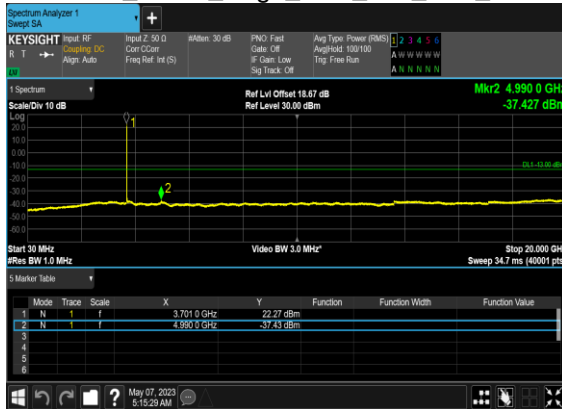 Spectrum Analyzer 1
Swept SA
+
KEYSIGHT Input: RF Input Z: 50 Ω #Atten: 30 dB PNO: Fast Avg Type: Power (RMS) 1 2 3 4 5 6
R T Coupling: DC Corr CCorr Gate: Off Avg|Hold: 100/100 A W W W W W
Align: Auto Freq Ref: Int (S) IF Gain: Low Trig: Free Run
LXI Sig Track: Off A N N N N N
1 Spectrum Ref Lvl Offset 18.67 dB Mkr2 4.990 0 GHz
Scale/Div 10 dB Ref Level 30.00 dBm -37.427 dBm
Log
20.0
10.0
0.00
-10.0
-20.0
-30.0
-40.0
-50.0
-60.0
1
2
DL1 -13.00 dBm
Start 30 MHz Video BW 3.0 MHz* Stop 20.000 GHz
#Res BW 1.0 MHz Sweep 34.7 ms (40001 pts)
5 Marker Table
Mode Trace Scale X Y Function Function Width Function Value
1 N 1 f 3.701 0 GHz 22.27 dBm
2 N 1 f 4.990 0 GHz -37.43 dBm
3
4
5
6
? May 07, 2023
5:15:29 AM